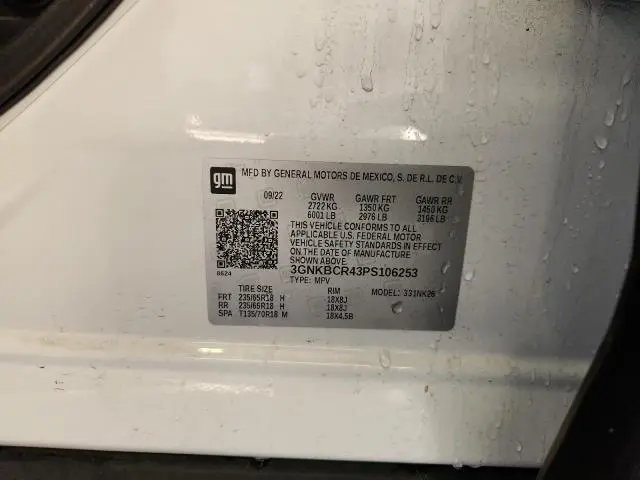 gm
MFD BY GENERAL MOTORS DE MEXICO, S. DE R.L. DE C.V.
09/22 GVWR GAWR FRT GAWR RR
2722 KG 1350 KG 1450 KG
6001 LB 2976 LB 3196 LB
THIS VEHICLE CONFORMS TO ALL
APPLICABLE U.S. FEDERAL MOTOR
VEHICLE SAFETY STANDARDS IN EFFECT
ON THE DATE OF MANUFACTURE
SHOWN ABOVE.
3GNKBCR43PS106253
8624 TYPE: MPV MODEL: 331NK26
RIM
FRT 235/65R18 H 18X8J
RR 235/65R18 H 18X8J
SPA T135/70R18 M 18X4.5B